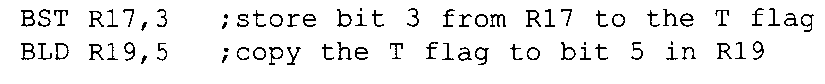 BST R17,3   ;store bit 3 from R17 to the T flag
BLD R19,5   ;copy the T flag to bit 5 in R19